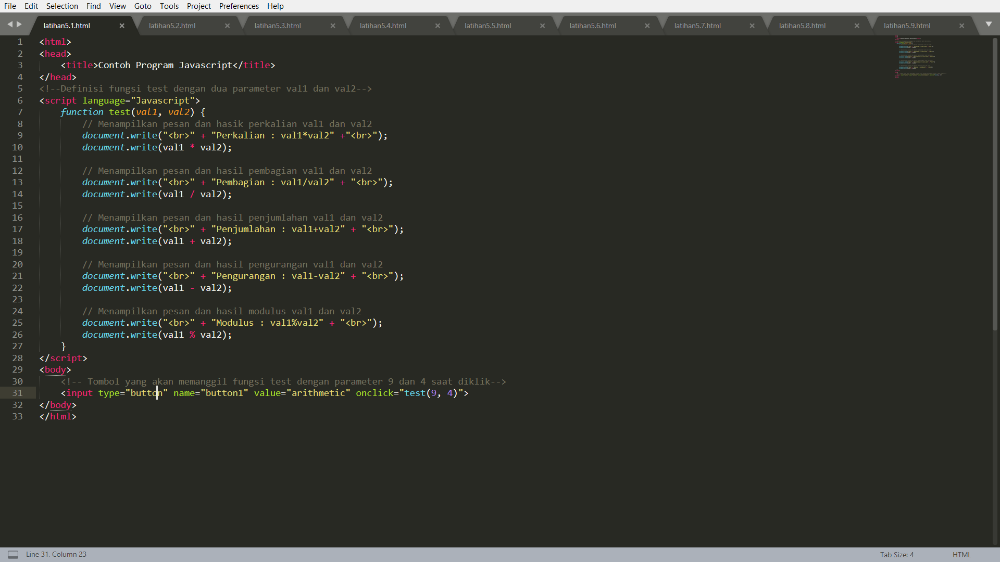 File Edit Selection Find View Goto Tools Project Preferences Help
latihan5.1.html latihan5.2.html latihan5.3.html latihan5.4.html latihan5.5.html latihan5.6.html latihan5.7.html latihan5.8.html latihan5.9.html
1 <html>
2 <head>
3     <title>Contoh Program Javascript</title>
4 </head>
5 <!--Definisi fungsi test dengan dua parameter val1 dan val2-->
6 <script language="Javascript">
7     function test(val1, val2) {
8         // Menampilkan pesan dan hasik perkalian val1 dan val2
9         document.write("<br>" + "Perkalian : val1*val2" +"<br>");
10         document.write(val1 * val2);
11
12         // Menampilkan pesan dan hasil pembagian val1 dan val2
13         document.write("<br>" + "Pembagian : val1/val2" + "<br>");
14         document.write(val1 / val2);
15
16         // Menampilkan pesan dan hasil penjumlahan val1 dan val2
17         document.write("<br>" + "Penjumlahan : val1+val2" + "<br>");
18         document.write(val1 + val2);
19
20         // Menampilkan pesan dan hasil pengurangan val1 dan val2
21         document.write("<br>" + "Pengurangan : val1-val2" + "<br>");
22         document.write(val1 - val2);
23
24         // Menampilkan pesan dan hasil modulus val1 dan val2
25         document.write("<br>" + "Modulus : val1%val2" + "<br>");
26         document.write(val1 % val2);
27     }
28 </script>
29 <body>
30     <!-- Tombol yang akan memanggil fungsi test dengan parameter 9 dan 4 saat diklik-->
31     <input type="button" name="button1" value="arithmetic" onclick="test(9, 4)">
32 </body>
33 </html>
Line 31, Column 23 Tab Size: 4 HTML